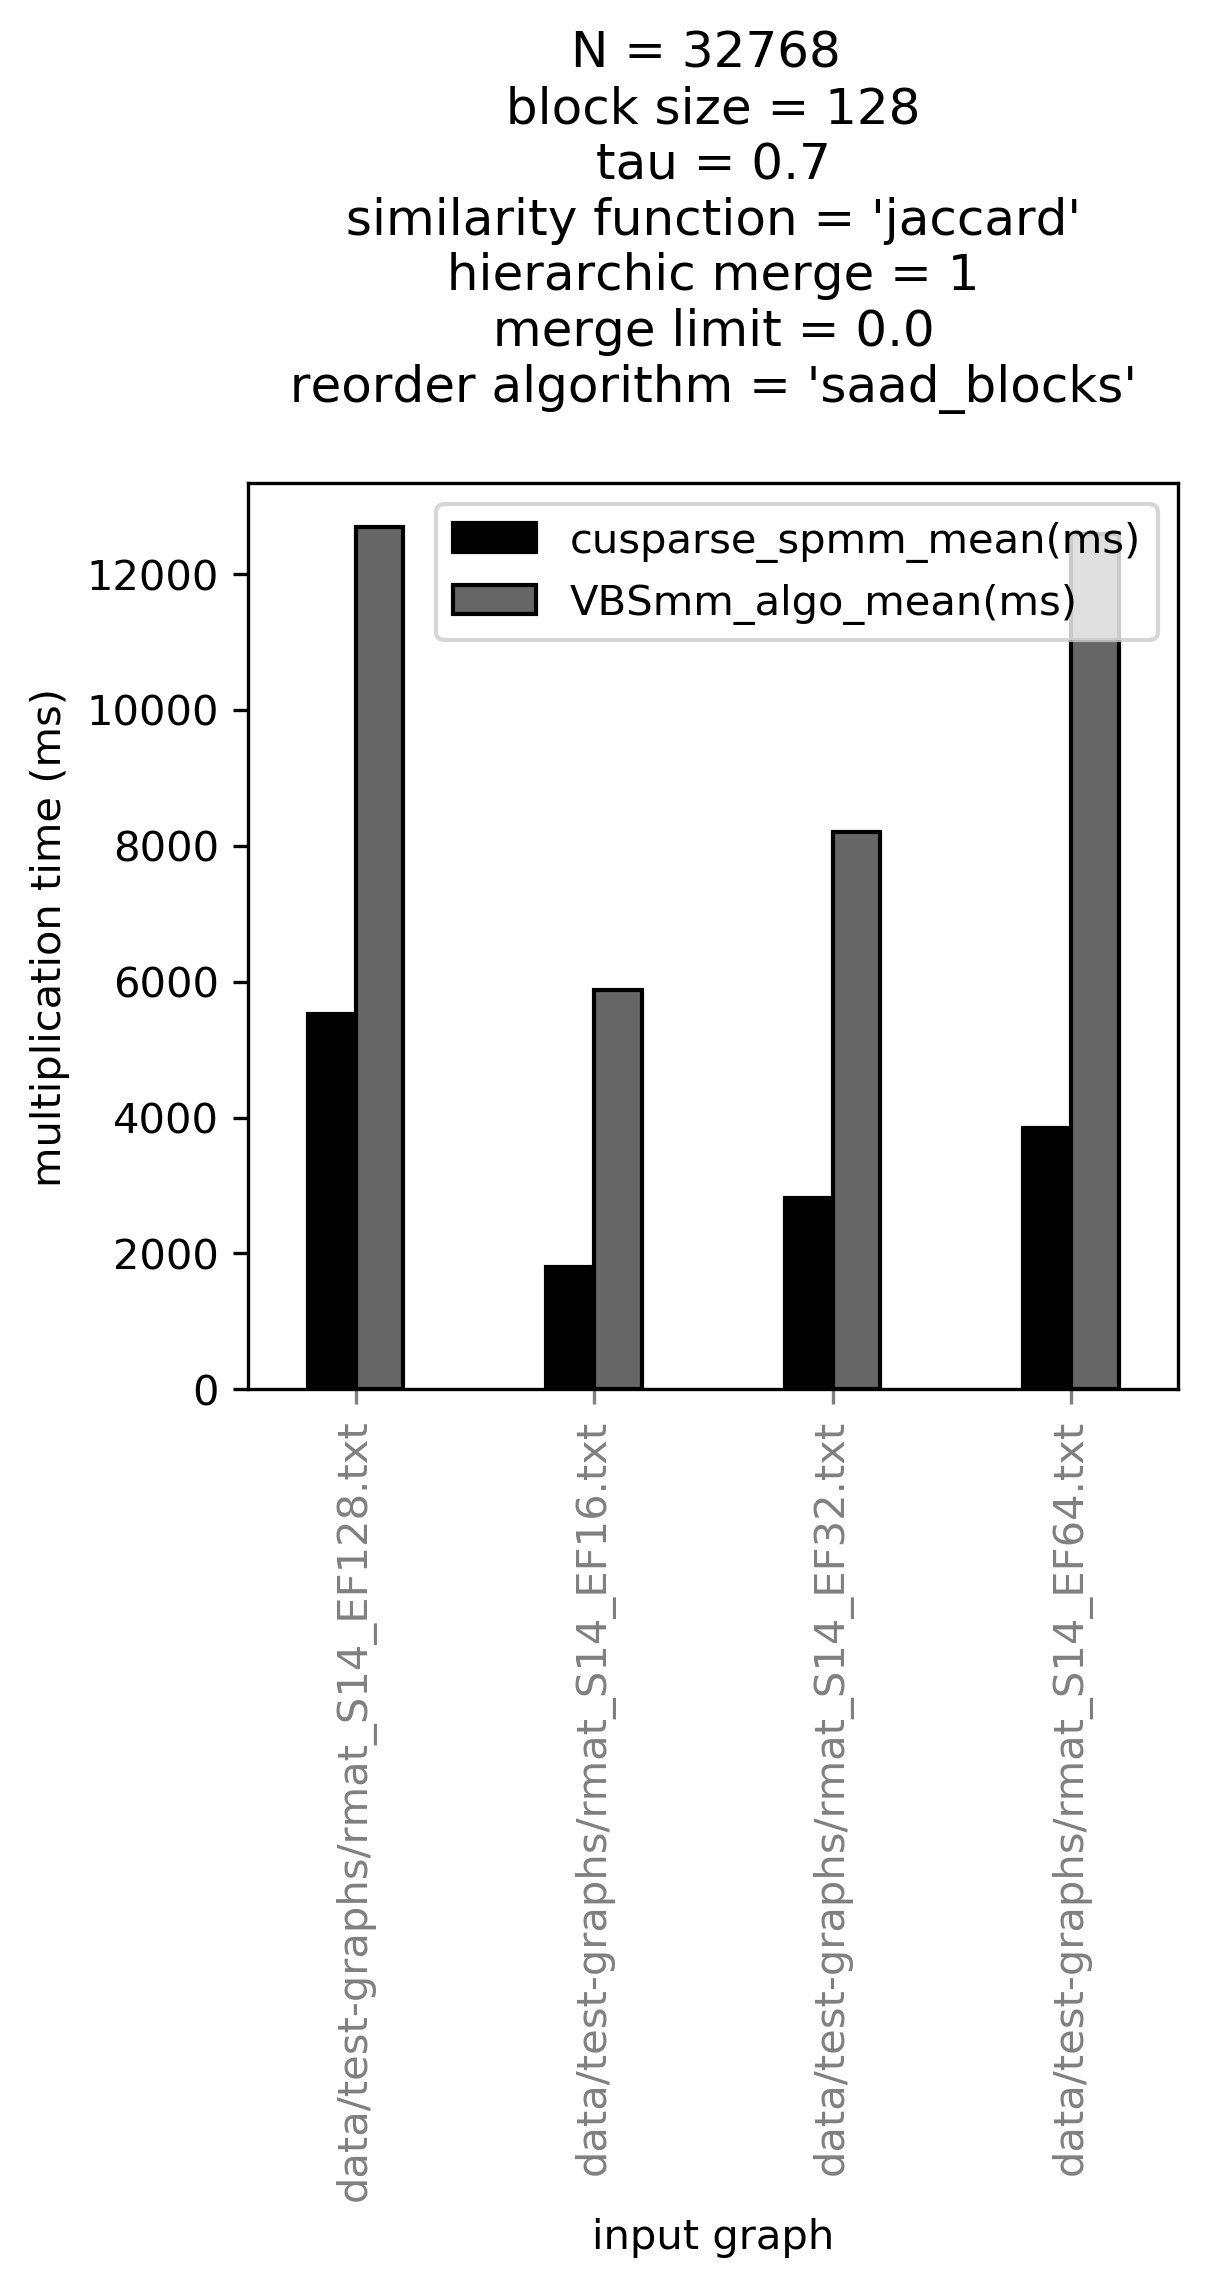 N = 32768
block size = 128
tau = 0.7
similarity function = 'jaccard'
hierarchic merge = 1
merge limit = 0.0
reorder algorithm = 'saad_blocks'
cusparse_spmm_mean(ms)
VBSmm_algo_mean(ms)
multiplication time (ms)
12000
10000
8000
6000
4000
2000
0
data/test-graphs/rmat_S14_EF128.txt
data/test-graphs/rmat_S14_EF16.txt
data/test-graphs/rmat_S14_EF32.txt
data/test-graphs/rmat_S14_EF64.txt
input graph